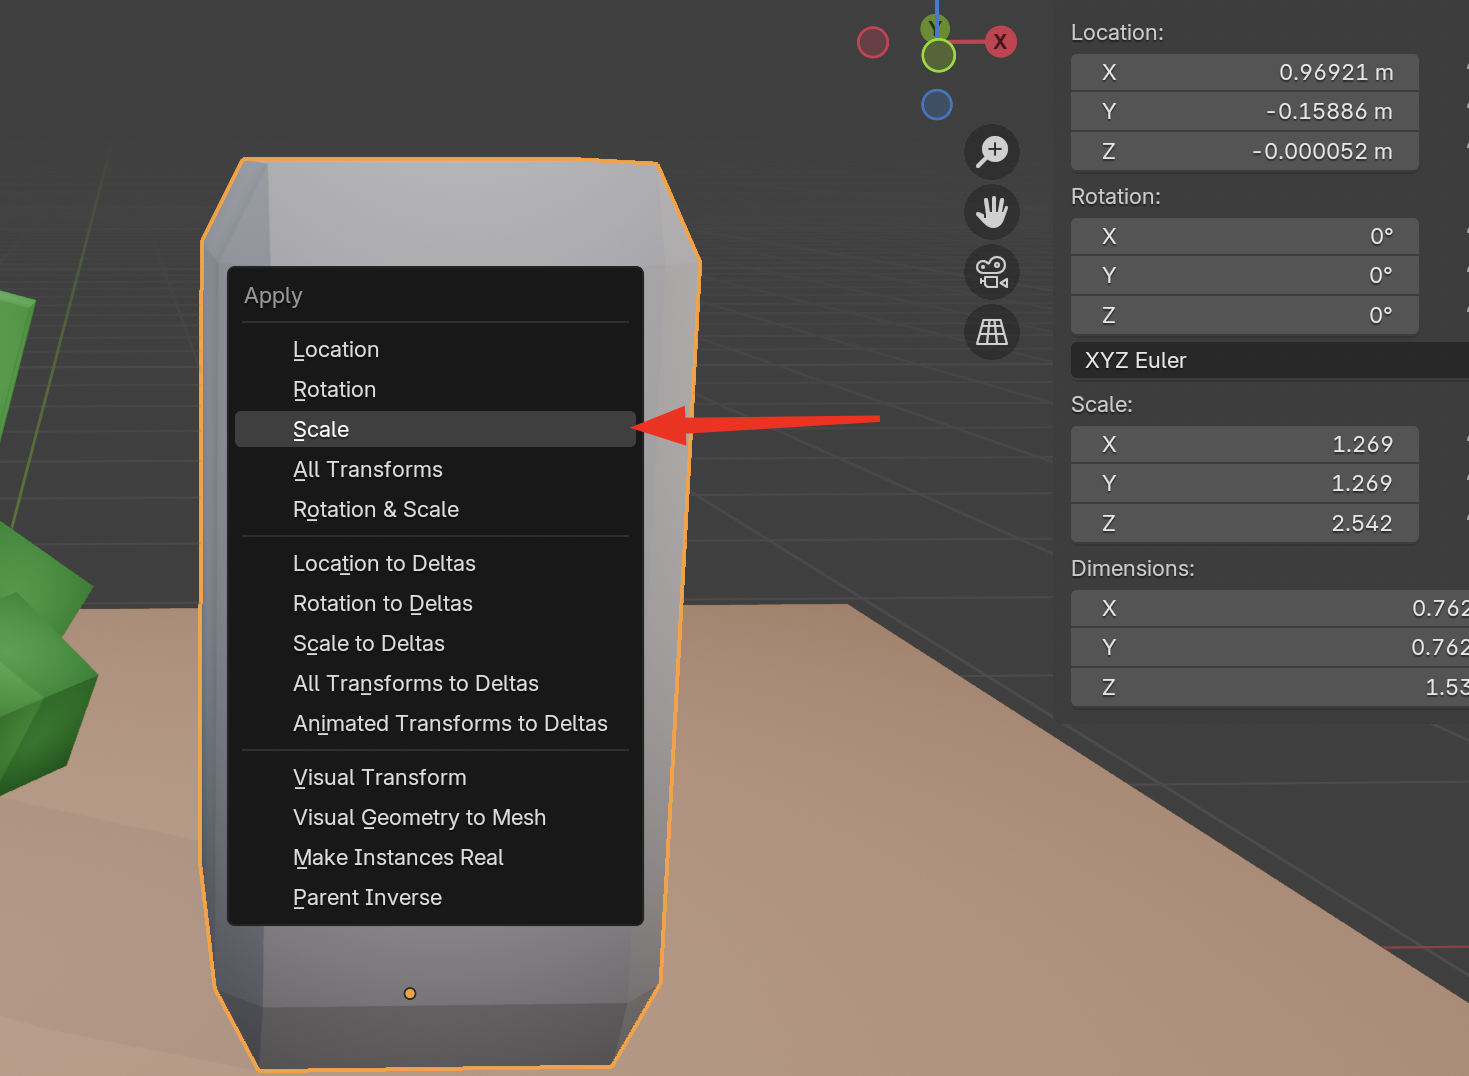 Y
X
Location:
X 0.96921 m
Y -0.15886 m
Z -0.000052 m
Rotation:
X 0°
Y 0°
Z 0°
XYZ Euler
Scale:
X 1.269
Y 1.269
Z 2.542
Dimensions:
X 0.762
Y 0.762
Z 1.53
Apply
Location
Rotation
Scale
All Transforms
Rotation & Scale
Location to Deltas
Rotation to Deltas
Scale to Deltas
All Transforms to Deltas
Animated Transforms to Deltas
Visual Transform
Visual Geometry to Mesh
Make Instances Real
Parent Inverse